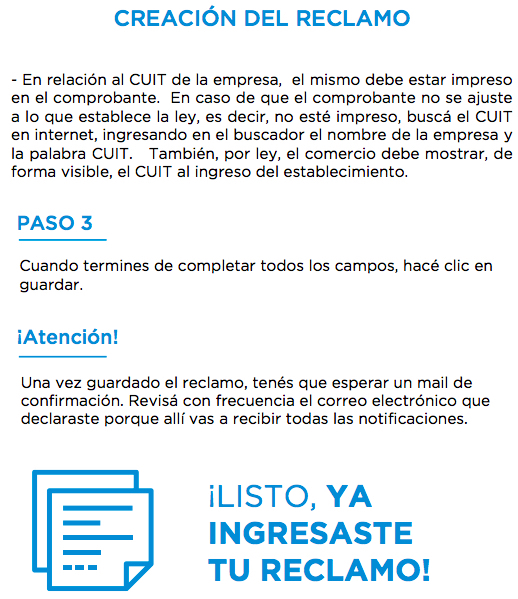 CREACIÓN DEL RECLAMO
- En relación al CUIT de la empresa, el mismo debe estar impreso
en el comprobante. En caso de que el comprobante no se ajuste
a lo que establece la ley, es decir, no esté impreso, buscá el CUIT
en internet, ingresando en el buscador el nombre de la empresa y
la palabra CUIT. También, por ley, el comercio debe mostrar, de
forma visible, el CUIT al ingreso del establecimiento.
PASO 3
Cuando termines de completar todos los campos, hacé clic en
guardar.
¡Atención!
Una vez guardado el reclamo, tenés que esperar un mail de
confirmación. Revisá con frecuencia el correo electrónico que
declaraste porque allí vas a recibir todas las notificaciones.
¡LISTO, YA
INGRESASTE
TU RECLAMO!